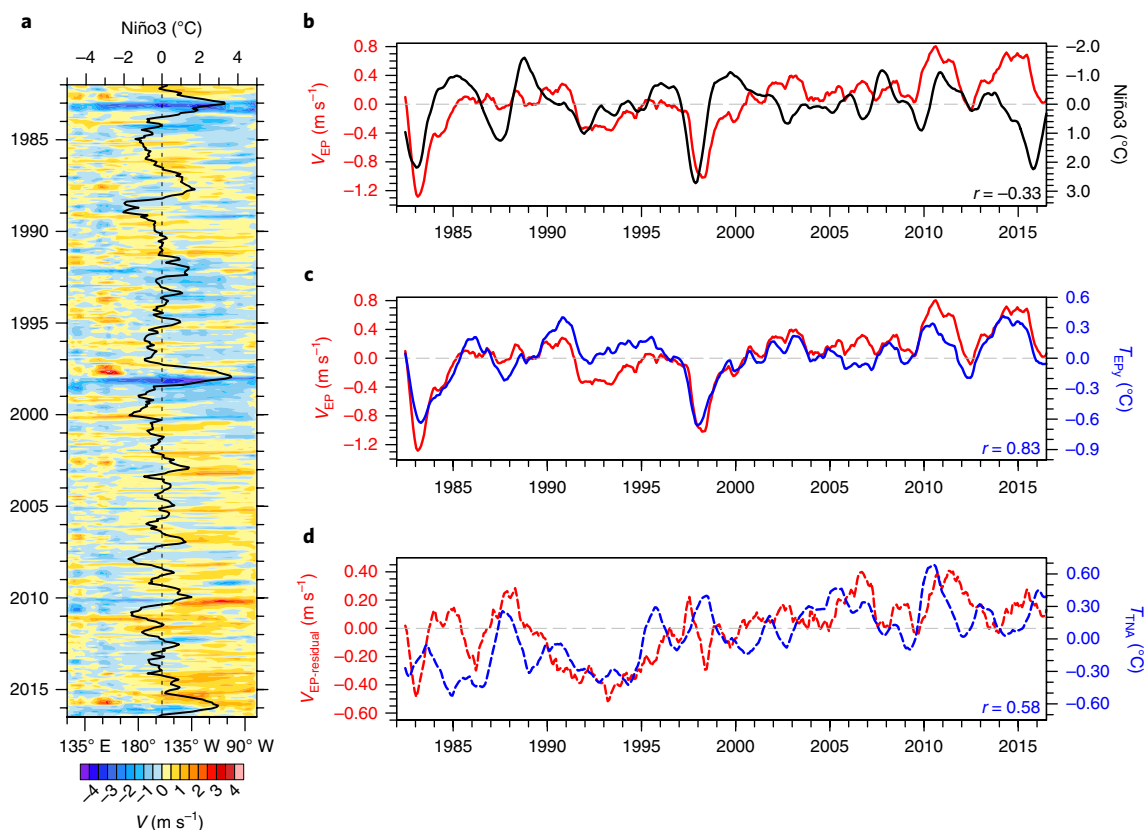 a
Niño3 (°C)
−4 −2 0 2 4
1985
1990
1995
2000
2005
2010
2015
135° E 180° 135° W 90° W
−4 −3 −2 −1 0 1 2 3 4
V (m s⁻¹)
b
V_EP (m s⁻¹)
0.8
0.4
0.0
−0.4
−0.8
−1.2
−2.0
−1.0
0.0
1.0
2.0
3.0
Niño3 (°C)
r = −0.33
1985 1990 1995 2000 2005 2010 2015
c
V_EP (m s⁻¹)
0.8
0.4
0.0
−0.4
−0.8
−1.2
0.6
0.3
0.0
−0.3
−0.6
−0.9
T_EPy (°C)
r = 0.83
1985 1990 1995 2000 2005 2010 2015
d
V_EP-residual (m s⁻¹)
0.40
0.20
0.00
−0.20
−0.40
−0.60
0.60
0.30
0.00
−0.30
−0.60
T_TNA (°C)
r = 0.58
1985 1990 1995 2000 2005 2010 2015